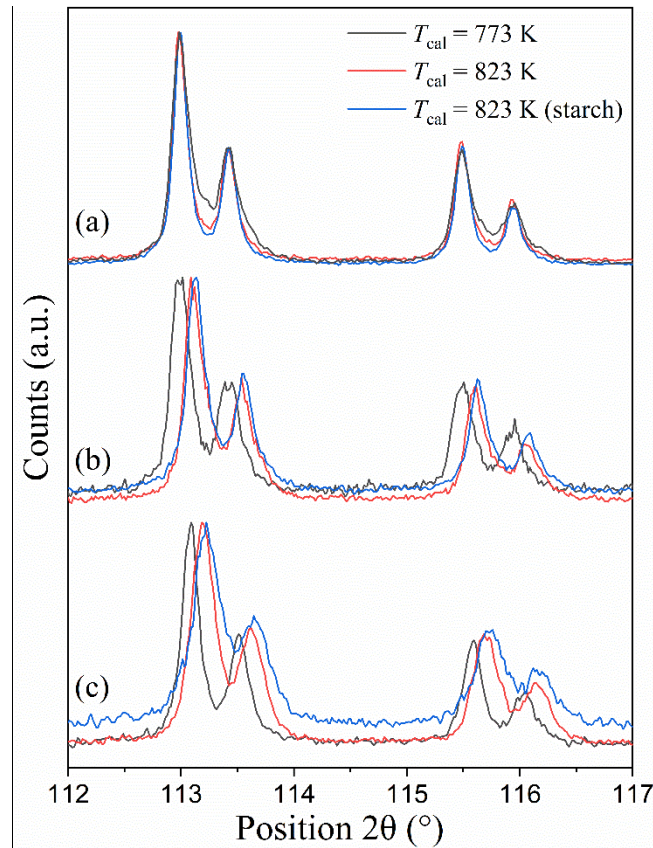 T_cal = 773 K
T_cal = 823 K
T_cal = 823 K (starch)
(a)
(b)
(c)
Counts (a.u.)
112 113 114 115 116 117
Position 2θ (°)